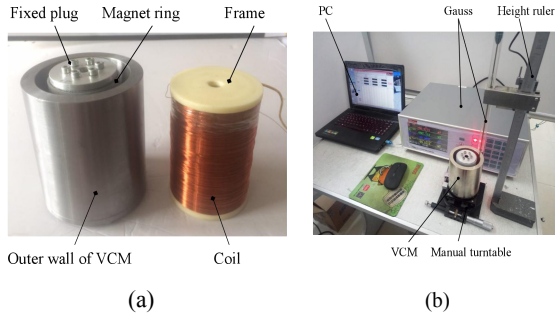 Fixed plug
Magnet ring
Frame
Outer wall of VCM
Coil
(a)
PC
Gauss
Height ruler
VCM
Manual turntable
(b)